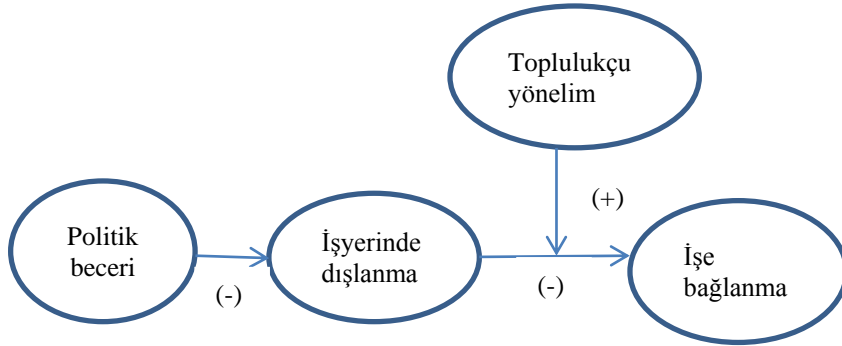 Toplulukçu
yönelim
(+)
Politik
beceri
(-)
İşyerinde
dışlanma
(-)
İşe
bağlanma